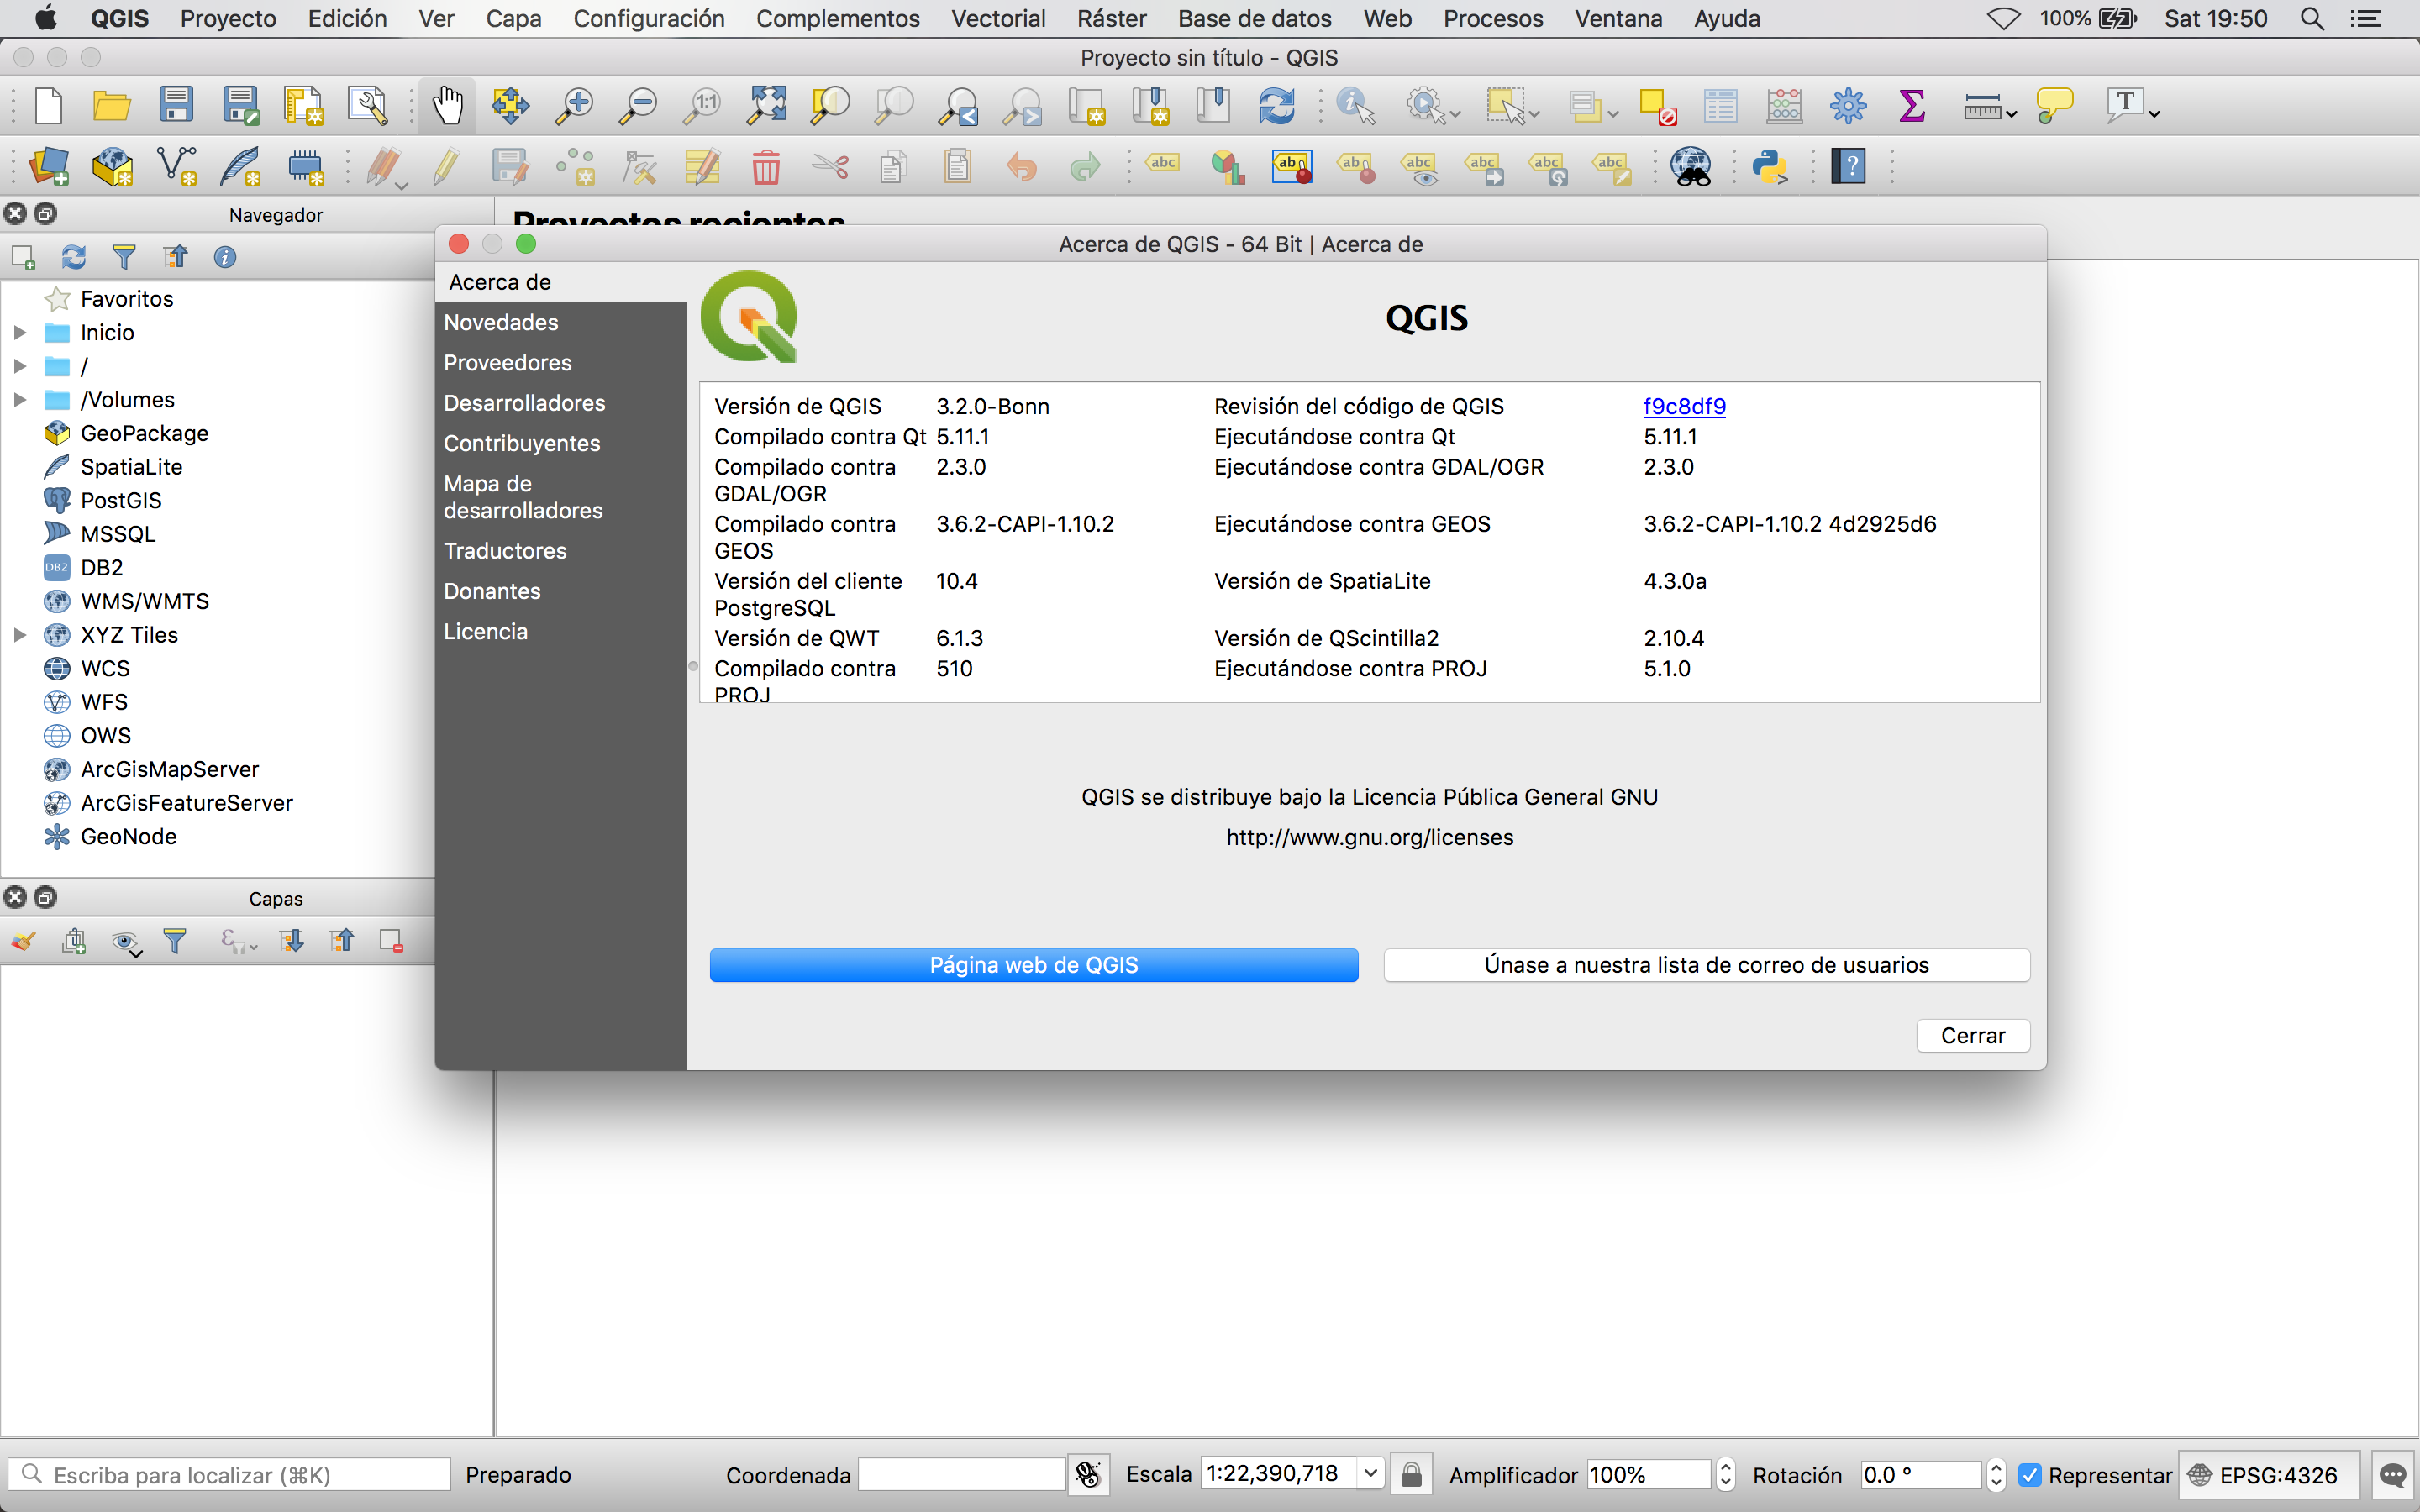 QGIS Proyecto Edición Ver Capa Configuración Complementos Vectorial Ráster Base de datos Web Procesos Ventana Ayuda 100% Sat 19:50
Proyecto sin título - QGIS
1:1
T
abc ab ab abc abc abc abc ?
Navegador
Proyectos recientes
Favoritos
Inicio
/
/Volumes
GeoPackage
SpatiaLite
PostGIS
MSSQL
DB2 DB2
WMS/WMTS
XYZ Tiles
WCS
WFS
OWS
ArcGisMapServer
ArcGisFeatureServer
GeoNode
Capas
Acerca de QGIS - 64 Bit | Acerca de
Acerca de
Novedades
Proveedores
Desarrolladores
Contribuyentes
Mapa de
desarrolladores
Traductores
Donantes
Licencia
QGIS
Versión de QGIS 3.2.0-Bonn Revisión del código de QGIS f9c8df9
Compilado contra Qt 5.11.1 Ejecutándose contra Qt 5.11.1
Compilado contra 2.3.0 Ejecutándose contra GDAL/OGR 2.3.0
GDAL/OGR
Compilado contra 3.6.2-CAPI-1.10.2 Ejecutándose contra GEOS 3.6.2-CAPI-1.10.2 4d2925d6
GEOS
Versión del cliente 10.4 Versión de SpatiaLite 4.3.0a
PostgreSQL
Versión de QWT 6.1.3 Versión de QScintilla2 2.10.4
Compilado contra 510 Ejecutándose contra PROJ 5.1.0
PROJ
QGIS se distribuye bajo la Licencia Pública General GNU
http://www.gnu.org/licenses
Página web de QGIS Únase a nuestra lista de correo de usuarios
Cerrar
Escriba para localizar (⌘K) Preparado Coordenada Escala 1:22,390,718 Amplificador 100% Rotación 0.0 ° Representar EPSG:4326